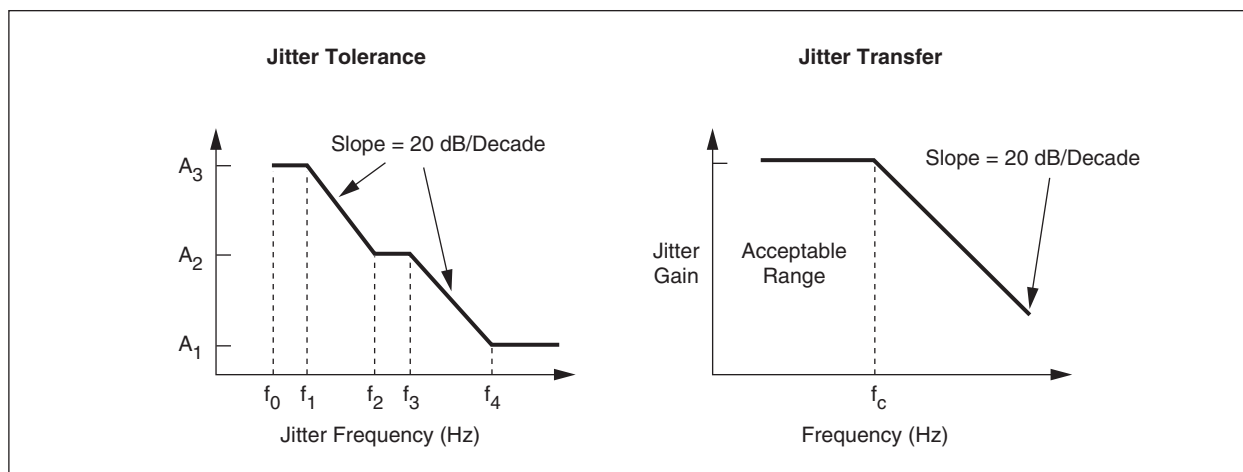 Jitter Tolerance
Slope = 20 dB/Decade
A3
A2
A1
f0 f1 f2 f3 f4
Jitter Frequency (Hz)
Jitter Transfer
Slope = 20 dB/Decade
Jitter
Gain
Acceptable
Range
fc
Frequency (Hz)